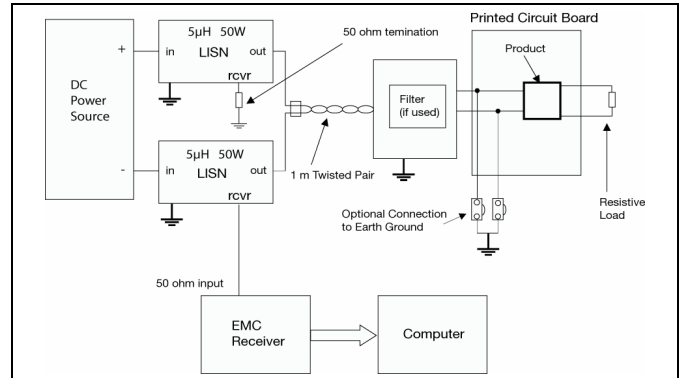 Printed Circuit Board
5µH 50W
LISN
in
out
rcvr
50 ohm temination
Product
+
DC
Power
Source
Filter
(if used)
-
5µH 50W
LISN
in
out
rcvr
1 m Twisted Pair
Optional Connection
to Earth Ground
Resistive
Load
50 ohm input
EMC
Receiver
Computer